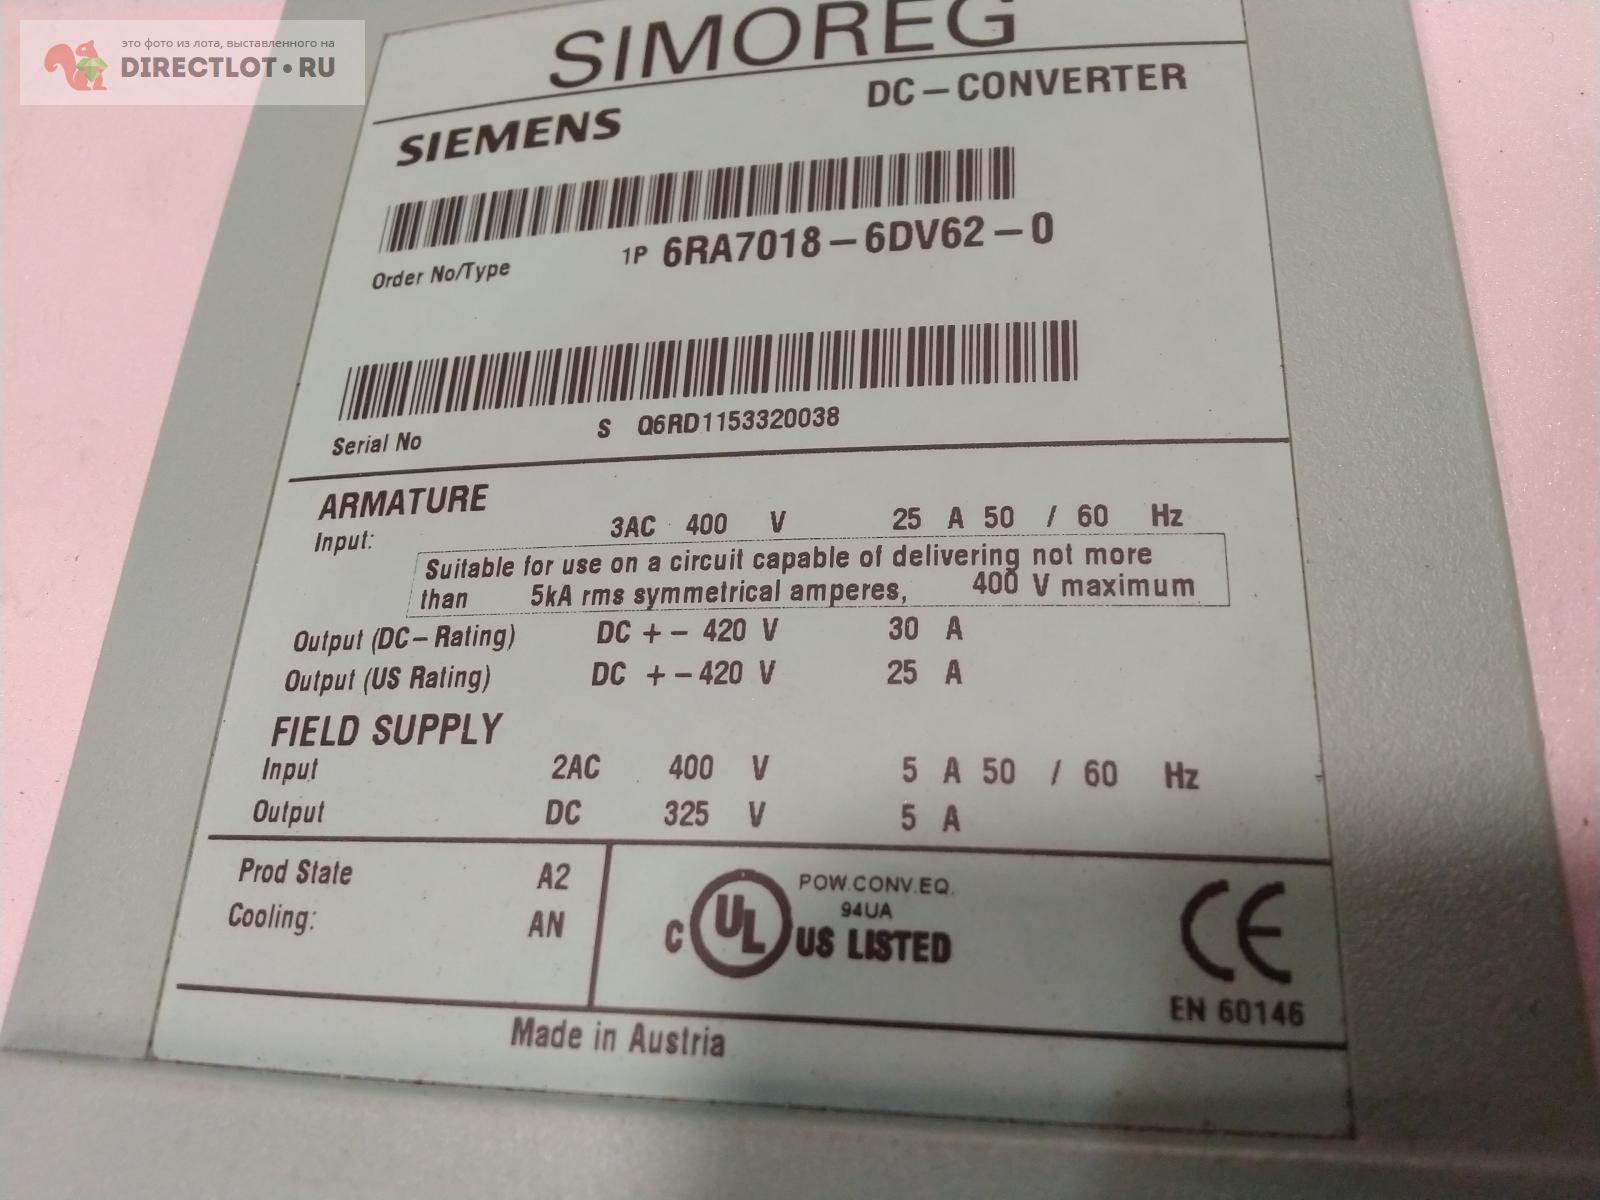 это фото из лота, выставленного на
DIRECTLOT.RU
SIMOREG
DC-CONVERTER
SIEMENS
1P 6RA7018-6DV62-0
Order No/Type
S Q6RD1153320038
Serial No
ARMATURE
Input: 3AC 400 V 25 A 50 / 60 Hz
Suitable for use on a circuit capable of delivering not more
than 5kA rms symmetrical amperes, 400 V maximum
Output (DC-Rating) DC +- 420 V 30 A
Output (US Rating) DC +-420 V 25 A
FIELD SUPPLY
Input 2AC 400 V 5 A 50 / 60 Hz
Output DC 325 V 5 A
Prod State A2
Cooling: AN
POW.CONV.EQ.
94UA
C UL US LISTED
CE
EN 60146
Made in Austria